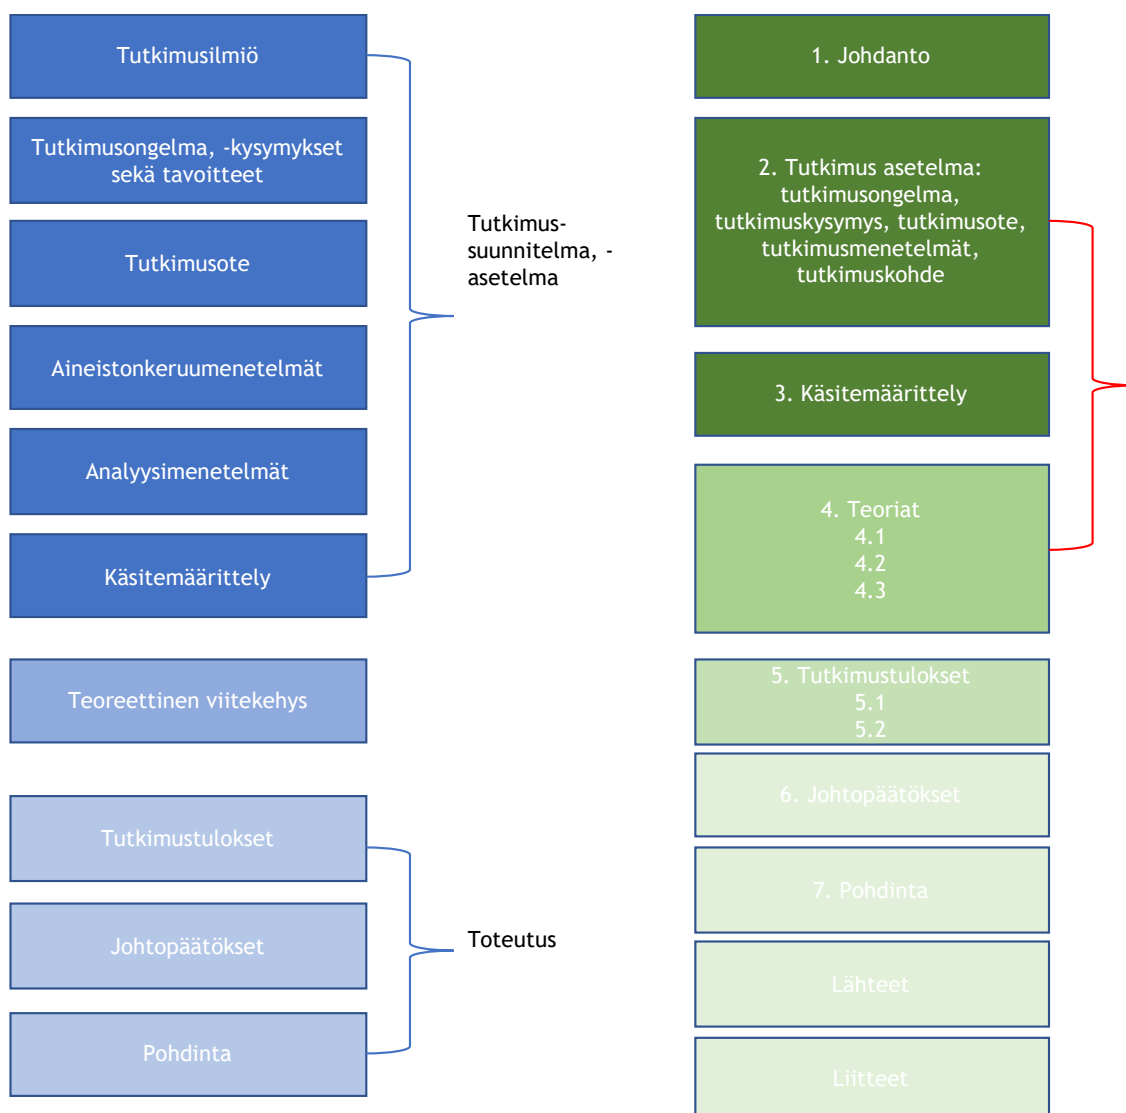 Tutkimusilmiö
Tutkimusongelma, -kysymykset
sekä tavoitteet
Tutkimusote
Aineistonkeruumenetelmät
Analyysimenetelmät
Käsitemäärittely
Tutkimus-
suunnitelma, -
asetelma
Teoreettinen viitekehys
Tutkimustulokset
Johtopäätökset
Pohdinta
Toteutus
1. Johdanto
2. Tutkimus asetelma:
tutkimusongelma,
tutkimuskysymys, tutkimusote,
tutkimusmenetelmät,
tutkimuskohde
3. Käsitemäärittely
4. Teoriat
4.1
4.2
4.3
5. Tutkimustulokset
5.1
5.2
6. Johtopäätökset
7. Pohdinta
Lähteet
Liitteet